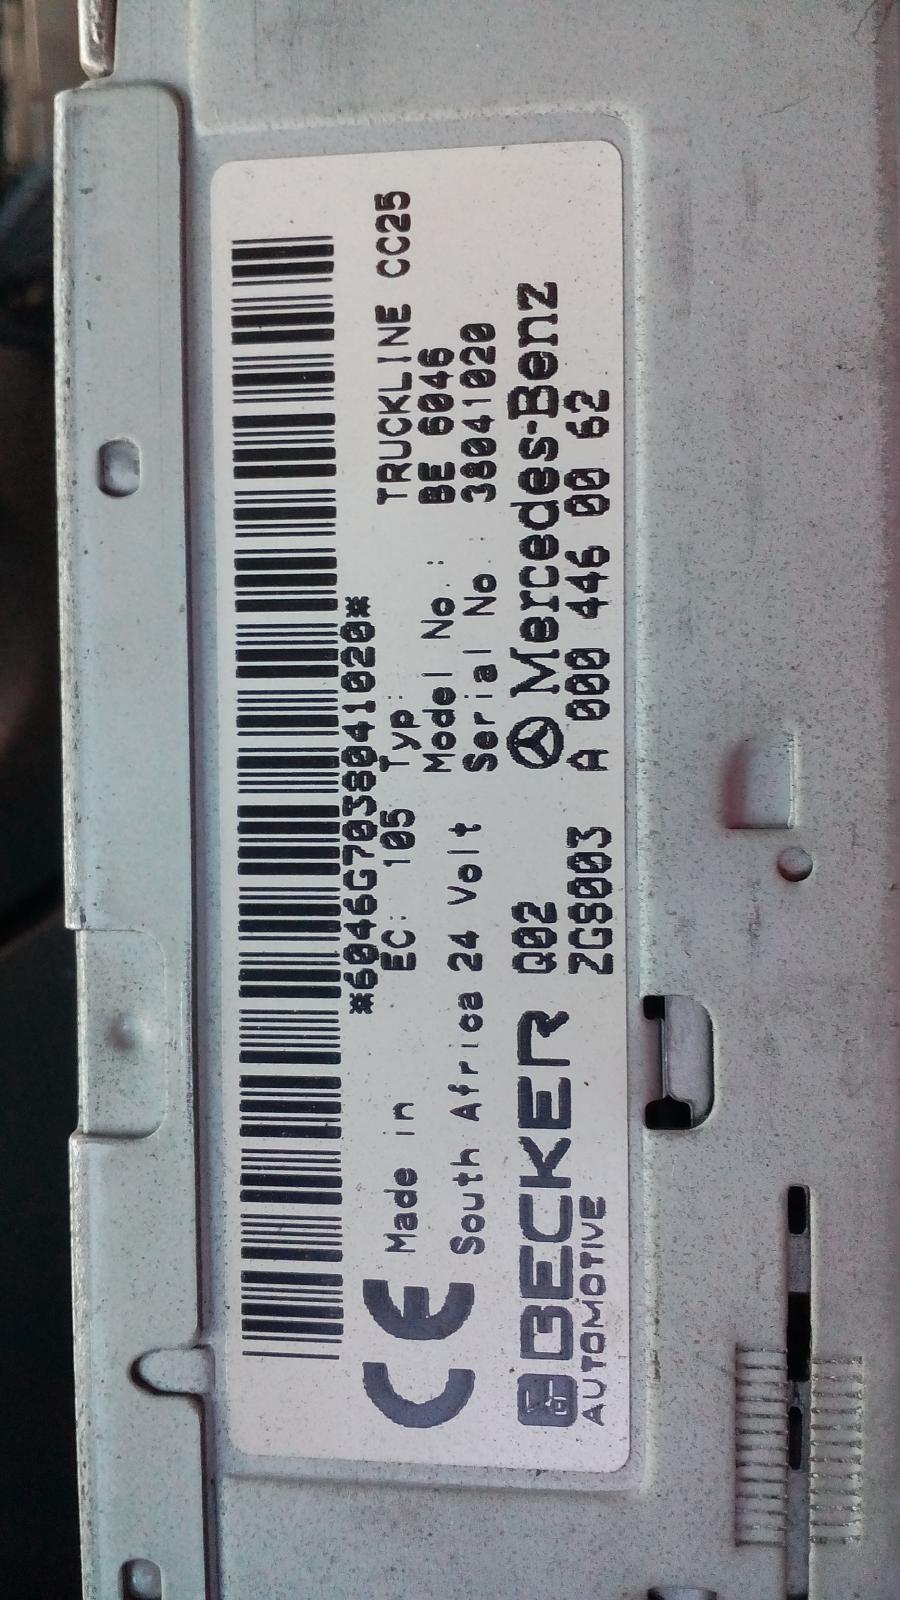 *6046G7038041020*
CE
Made in
EC: 105
Typ:
TRUCKLINE CC25
South Africa 24 Volt
Model No.:
BE 6046
Serial No.:
38041020
BECKER
AUTOMOTIVE
Q02
ZG8003
Mercedes-Benz
A 000 446 00 62